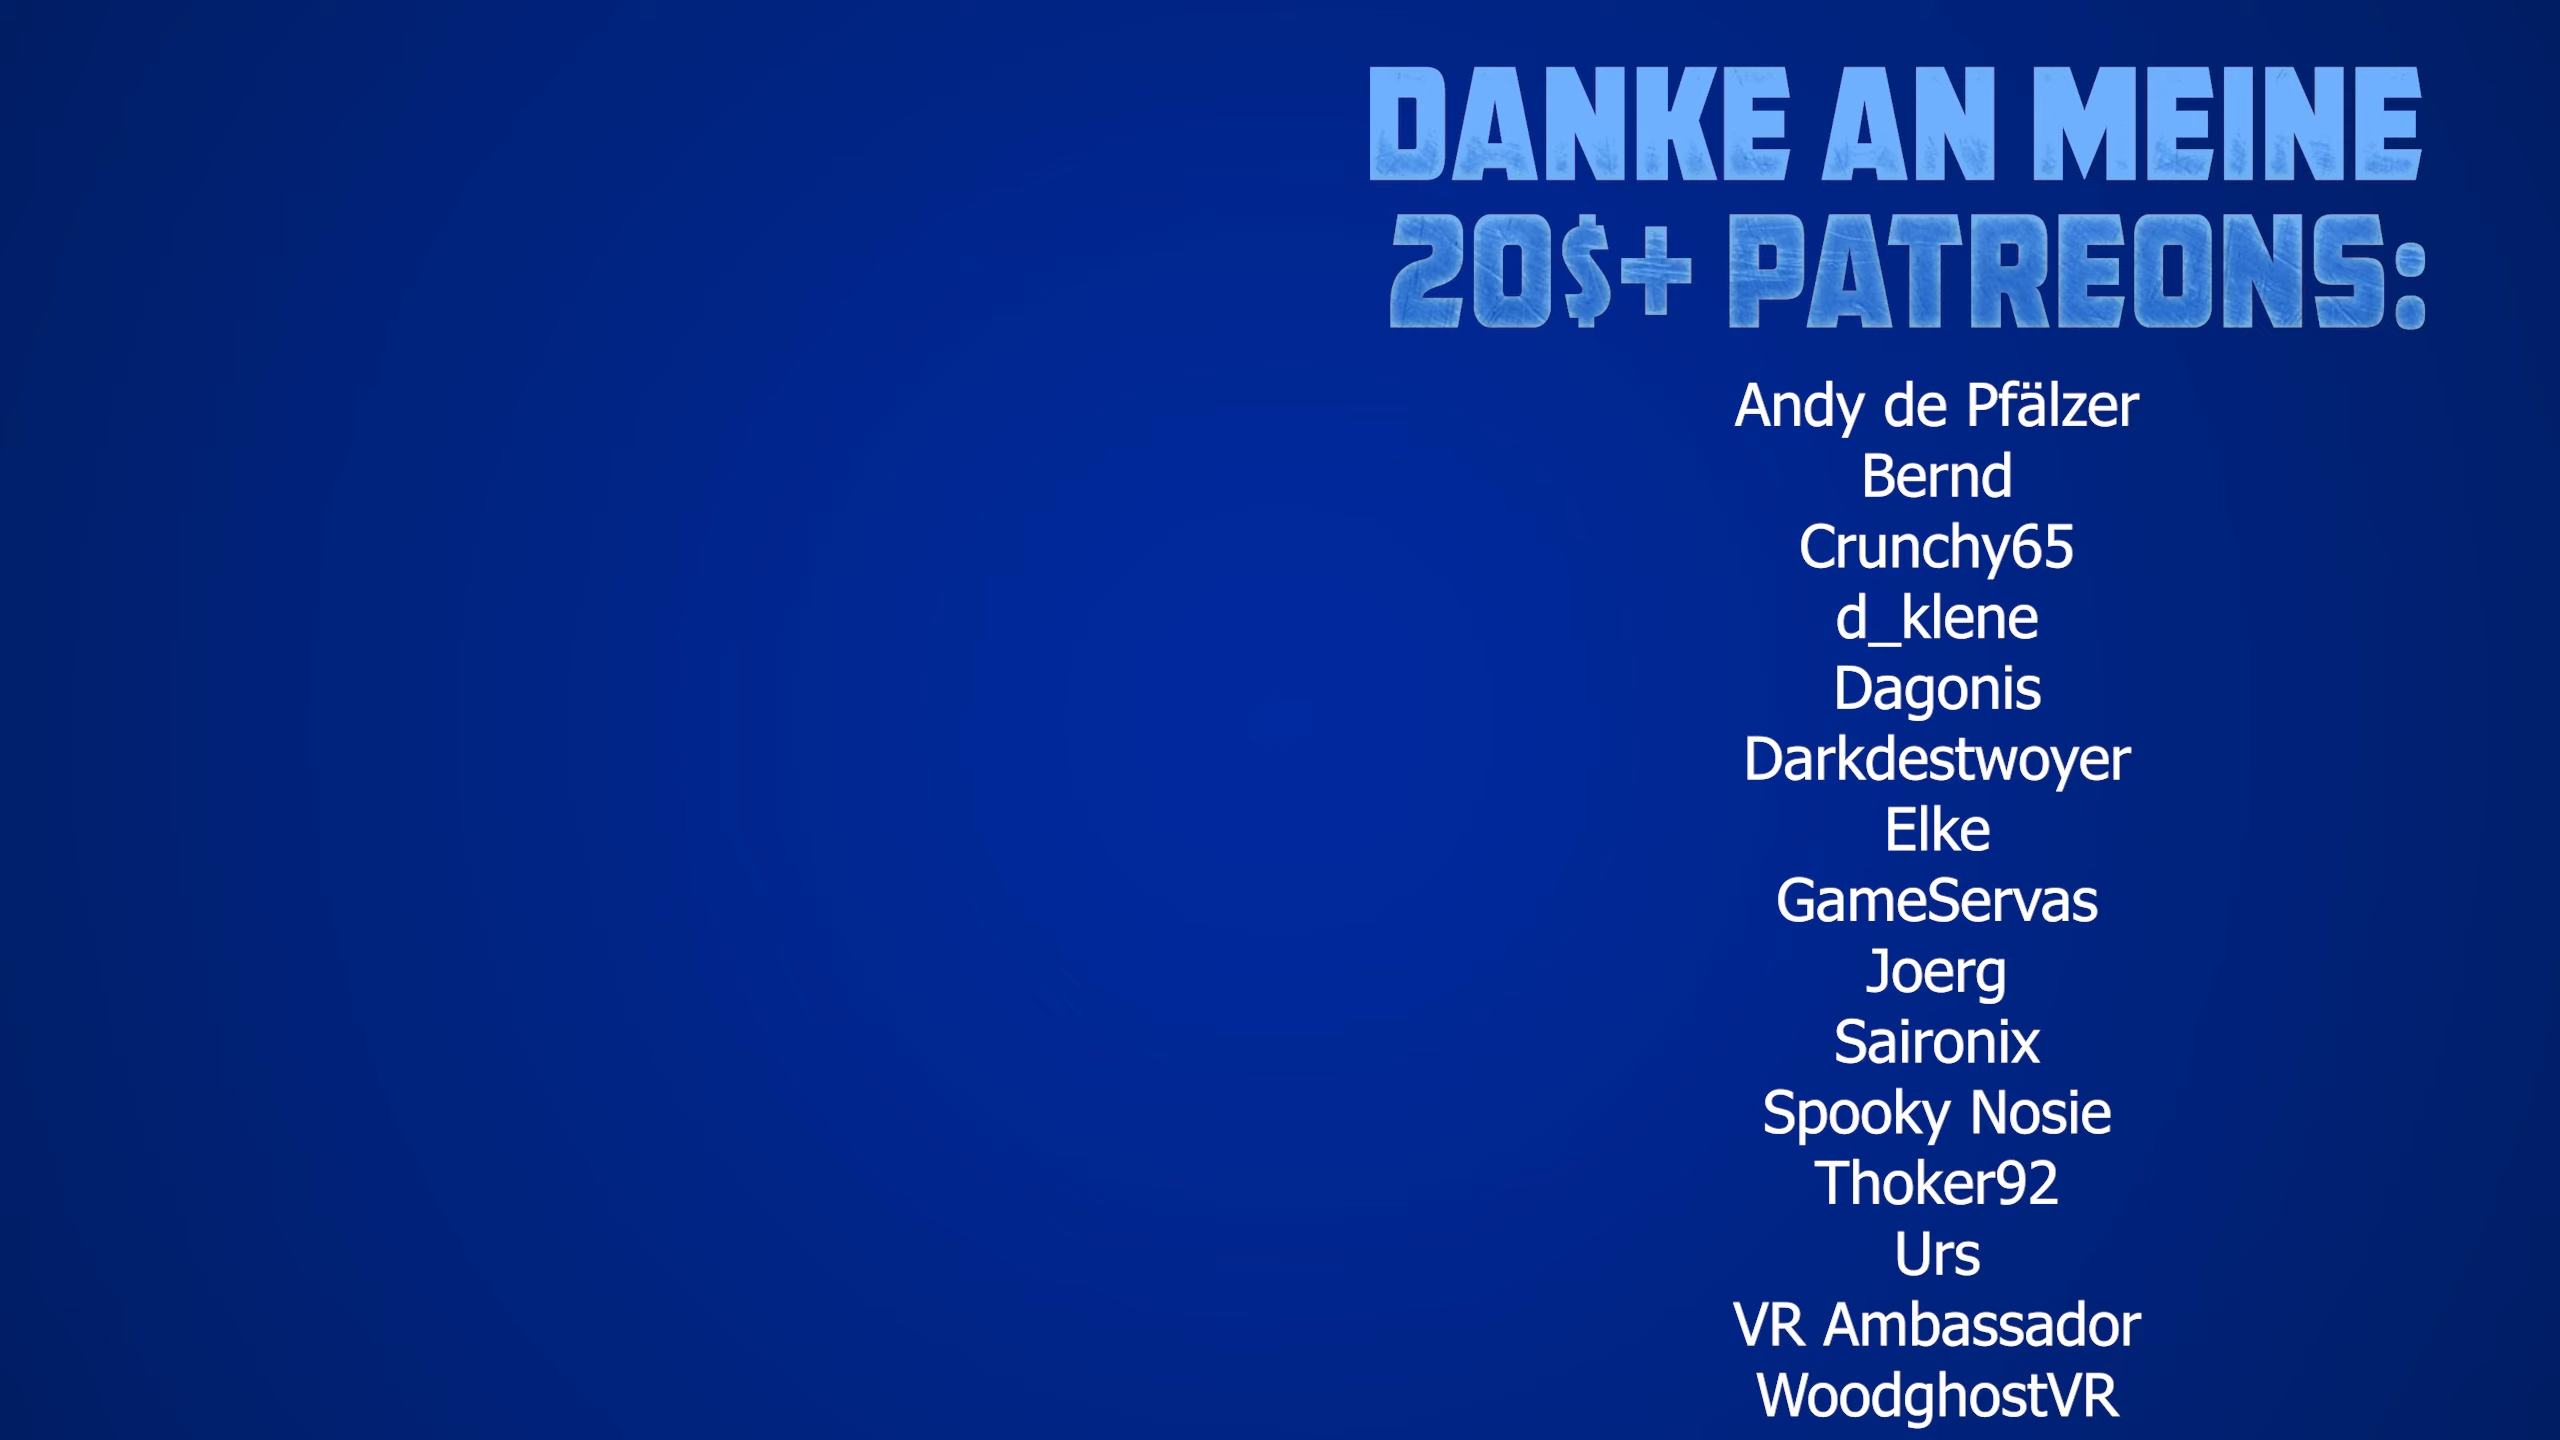 DANKE AN MEINE
20$+ PATREONS:
Andy de Pfälzer
Bernd
Crunchy65
d_klene
Dagonis
Darkdestwoyer
Elke
GameServas
Joerg
Saironix
Spooky Nosie
Thoker92
Urs
VR Ambassador
WoodghostVR